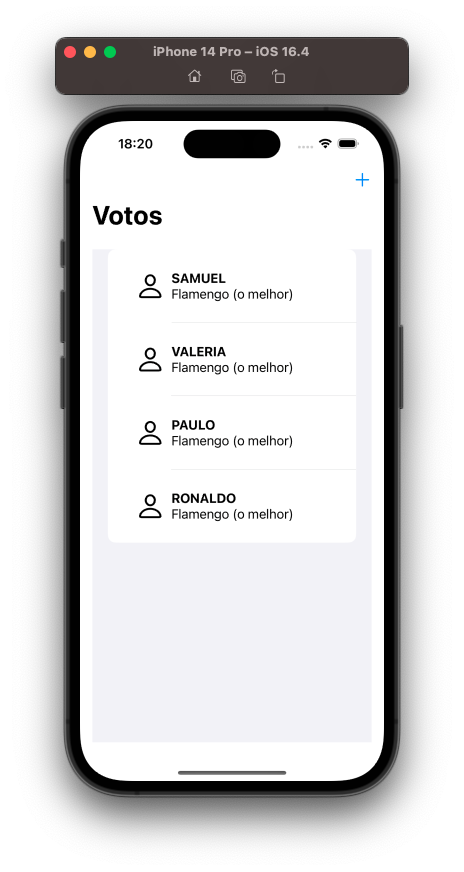 iPhone 14 Pro – iOS 16.4
18:20
Votos
SAMUEL
Flamengo (o melhor)
VALERIA
Flamengo (o melhor)
PAULO
Flamengo (o melhor)
RONALDO
Flamengo (o melhor)